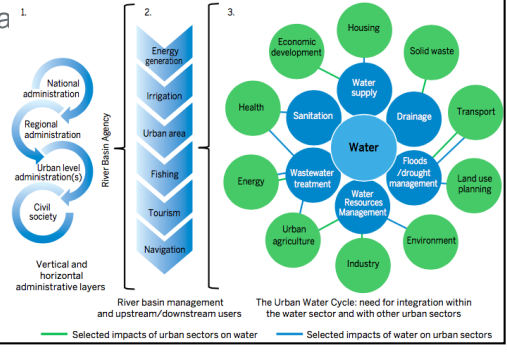 a
1.
National
administration
Regional
administration
Urban level
administration(s)
Civil
society
Vertical and
horizontal
administrative layers
River Basin Agency
2.
Energy
generation
Irrigation
Urban area
Fishing
Tourism
Navigation
River basin management
and upstream/downstream users
3.
Housing
Economic
development
Solid waste
Water
supply
Health
Sanitation
Drainage
Transport
Water
Energy
Wastewater
treatment
Floods
/drought
management
Land use
planning
Water
Resources
Management
Urban
agriculture
Environment
Industry
The Urban Water Cycle: need for integration within
the water sector and with other urban sectors
Selected impacts of urban sectors on water
Selected impacts of water on urban sectors